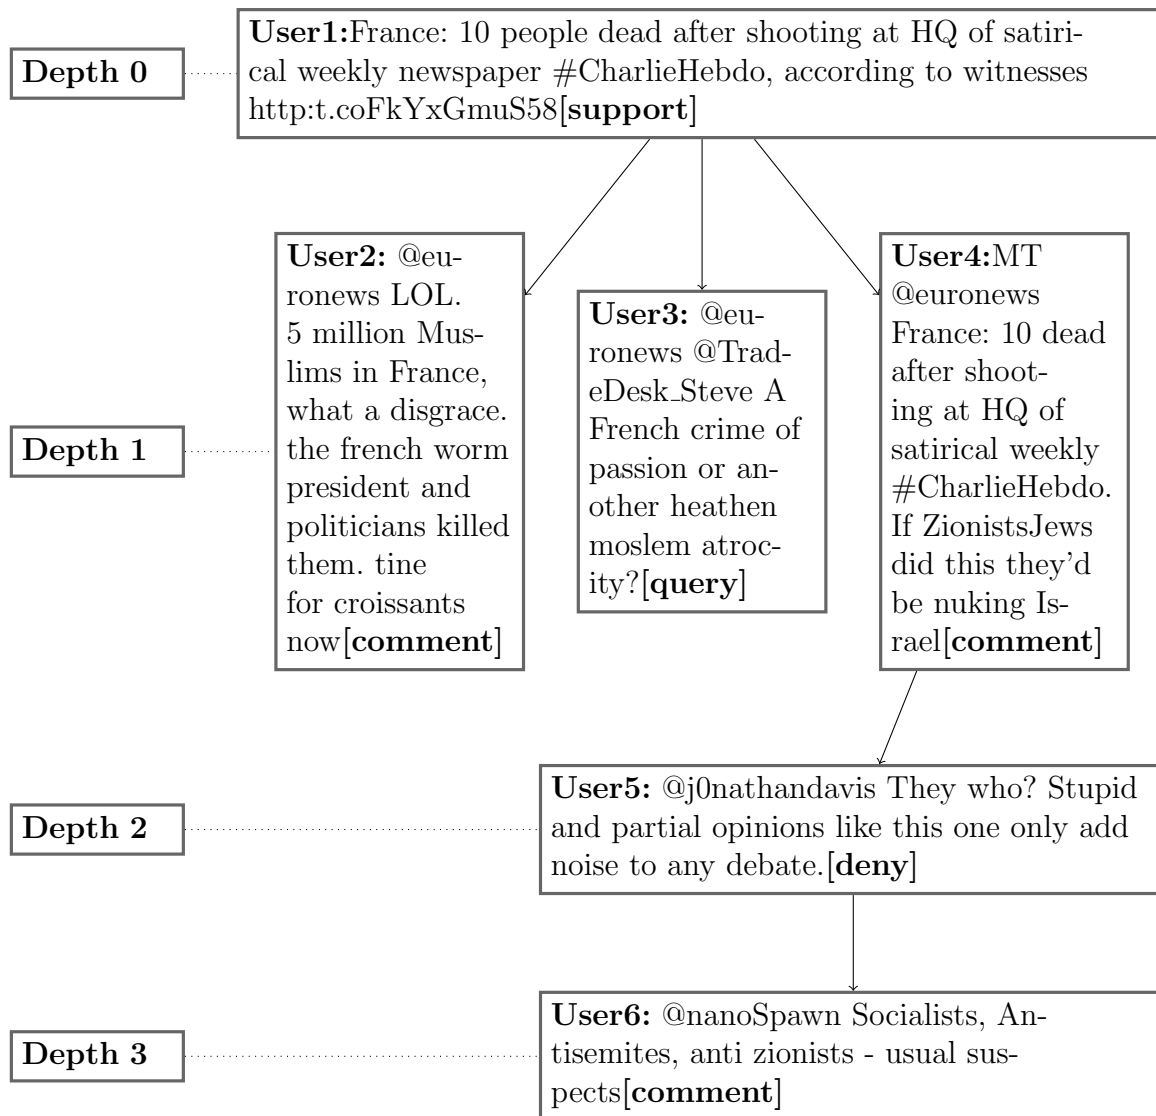 Depth 0
User1:France: 10 people dead after shooting at HQ of satiri-
cal weekly newspaper #CharlieHebdo, according to witnesses
http:t.coFkYxGmuS58[support]
Depth 1
User2: @eu-
ronews LOL.
5 million Mus-
lims in France,
what a disgrace.
the french worm
president and
politicians killed
them. tine
for croissants
now[comment]
User3: @eu-
ronews @Trad-
eDesk_Steve A
French crime of
passion or an-
other heathen
moslem atroc-
ity?[query]
User4:MT
@euronews
France: 10 dead
after shoot-
ing at HQ of
satirical weekly
#CharlieHebdo.
If ZionistsJews
did this they'd
be nuking Is-
rael[comment]
Depth 2
User5: @j0nathandavis They who? Stupid
and partial opinions like this one only add
noise to any debate.[deny]
Depth 3
User6: @nanoSpawn Socialists, An-
tisemites, anti zionists - usual sus-
pects[comment]